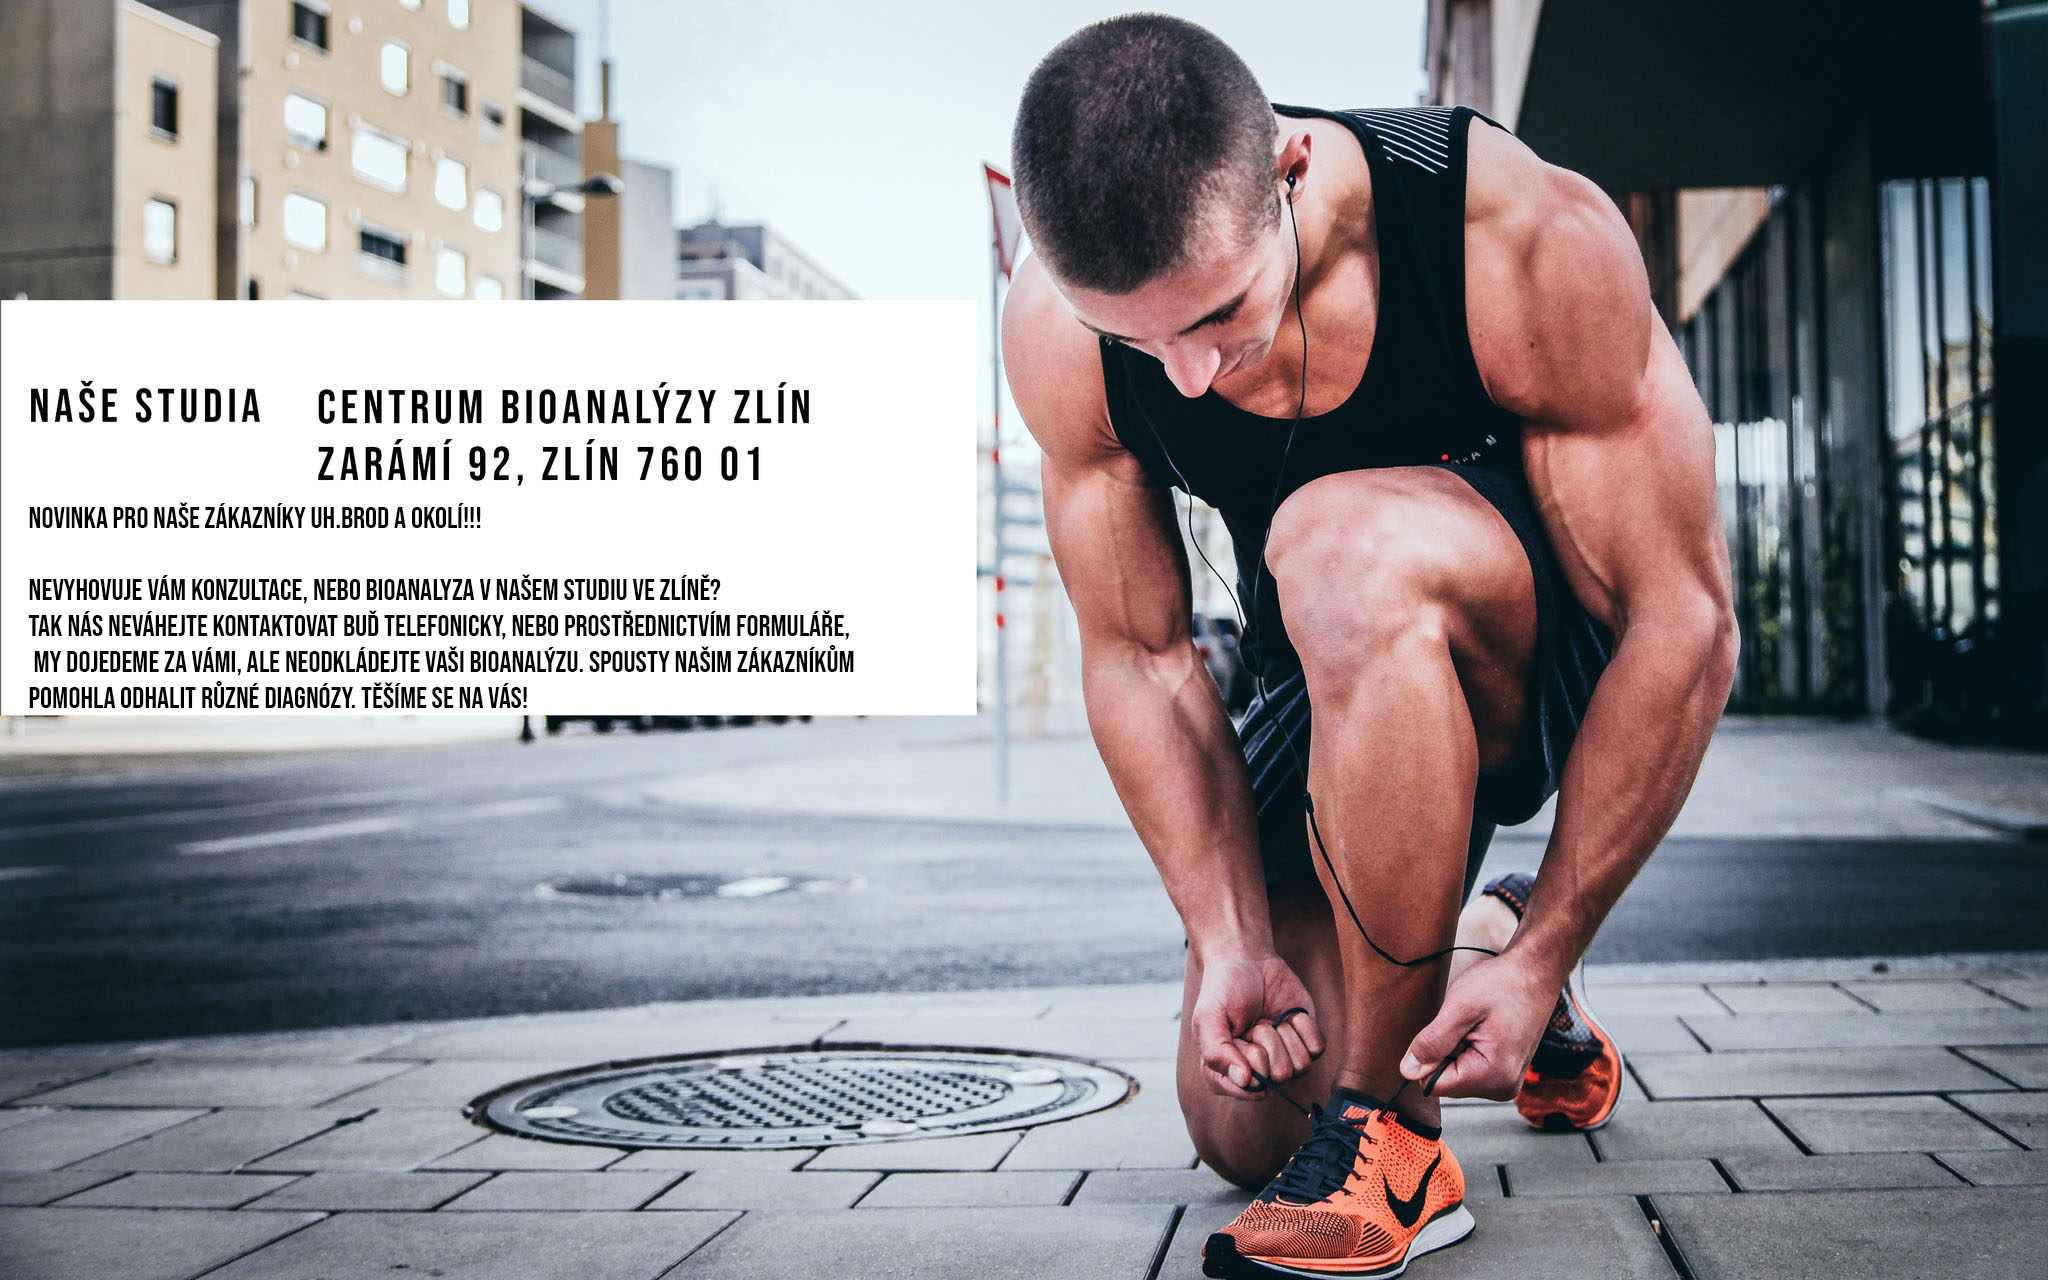 NAŠE STUDIA
CENTRUM BIOANALÝZY ZLÍN
ZARÁMÍ 92, ZLÍN 760 01
NOVINKA PRO NAŠE ZÁKAZNÍKY UH.BROD A OKOLÍ!!!
NEVYHOVUJE VÁM KONZULTACE, NEBO BIOANALYZA V NAŠEM STUDIU VE ZLÍNĚ?
TAK NÁS NEVÁHEJTE KONTAKTOVAT BUĎ TELEFONICKY, NEBO PROSTŘEDNICTVÍM FORMULÁŘE,
MY DOJEDEME ZA VÁMI, ALE NEODKLÁDEJTE VAŠI BIOANALÝZU. SPOUSTY NAŠIM ZÁKAZNÍKŮM
POMOHLA ODHALIT RŮZNÉ DIAGNÓZY. TĚŠÍME SE NA VÁS!